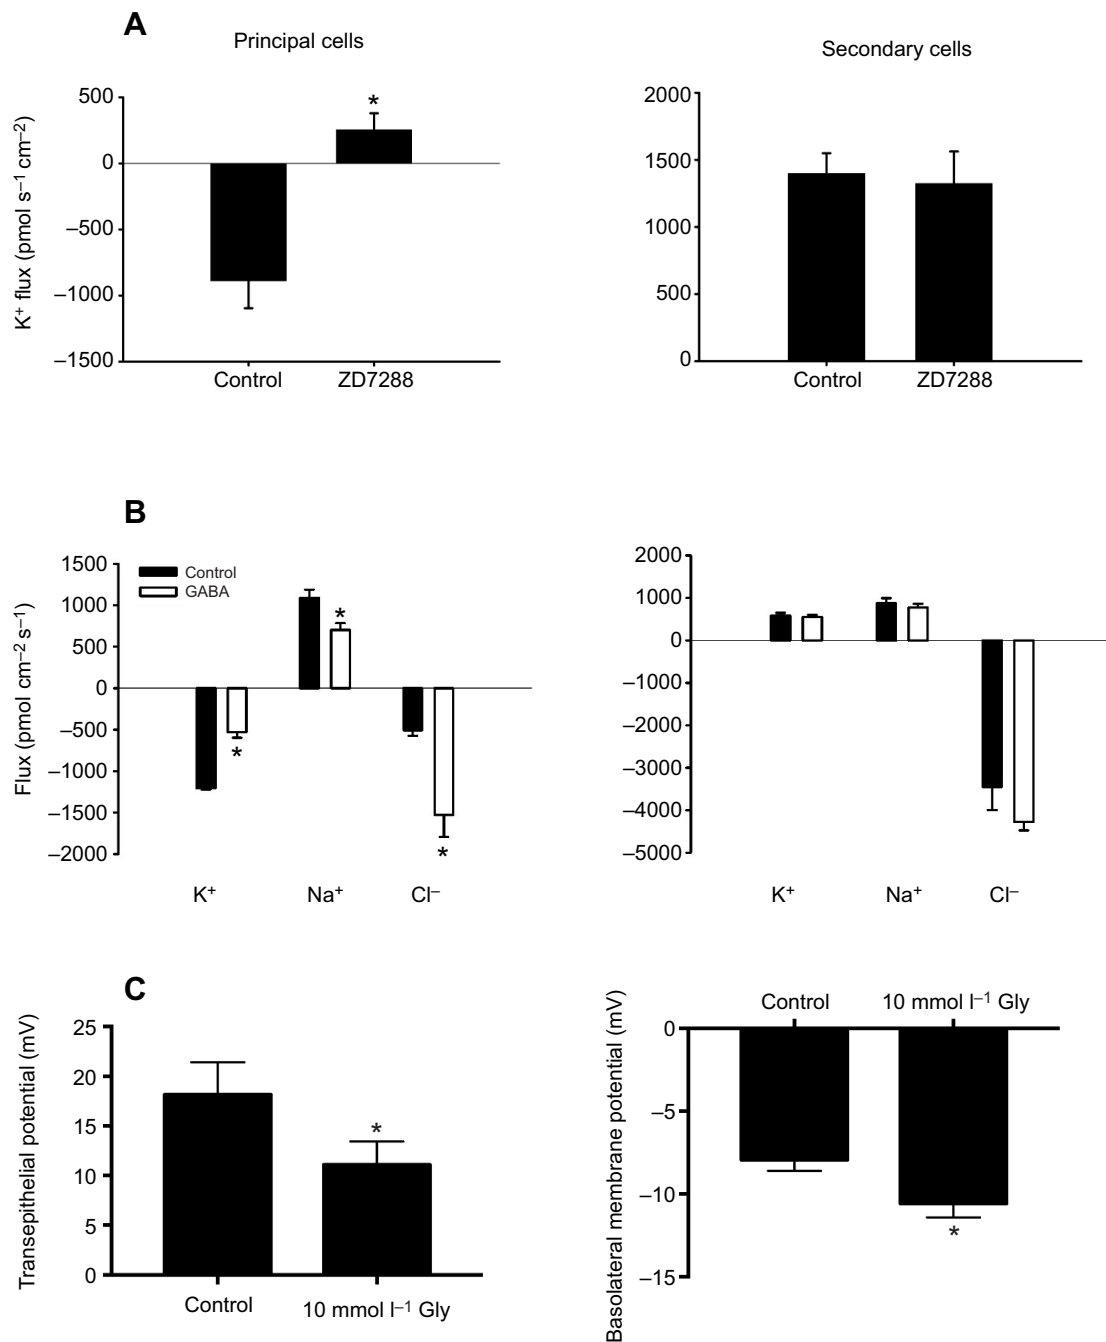 A
Principal cells
Secondary cells
K⁺ flux (pmol s⁻¹ cm⁻²)
500
0
–500
–1000
–1500
*
Control
ZD7288
2000
1500
1000
500
0
Control
ZD7288
B
Flux (pmol cm⁻² s⁻¹)
1500
1000
500
0
–500
–1000
–1500
–2000
Control
GABA
*
*
*
K⁺
Na⁺
Cl⁻
2000
1000
0
–1000
–2000
–3000
–4000
–5000
K⁺
Na⁺
Cl⁻
C
Transepithelial potential (mV)
25
20
15
10
5
0
*
Control
10 mmol l⁻¹ Gly
Basolateral membrane potential (mV)
Control
10 mmol l⁻¹ Gly
0
–5
–10
–15
*